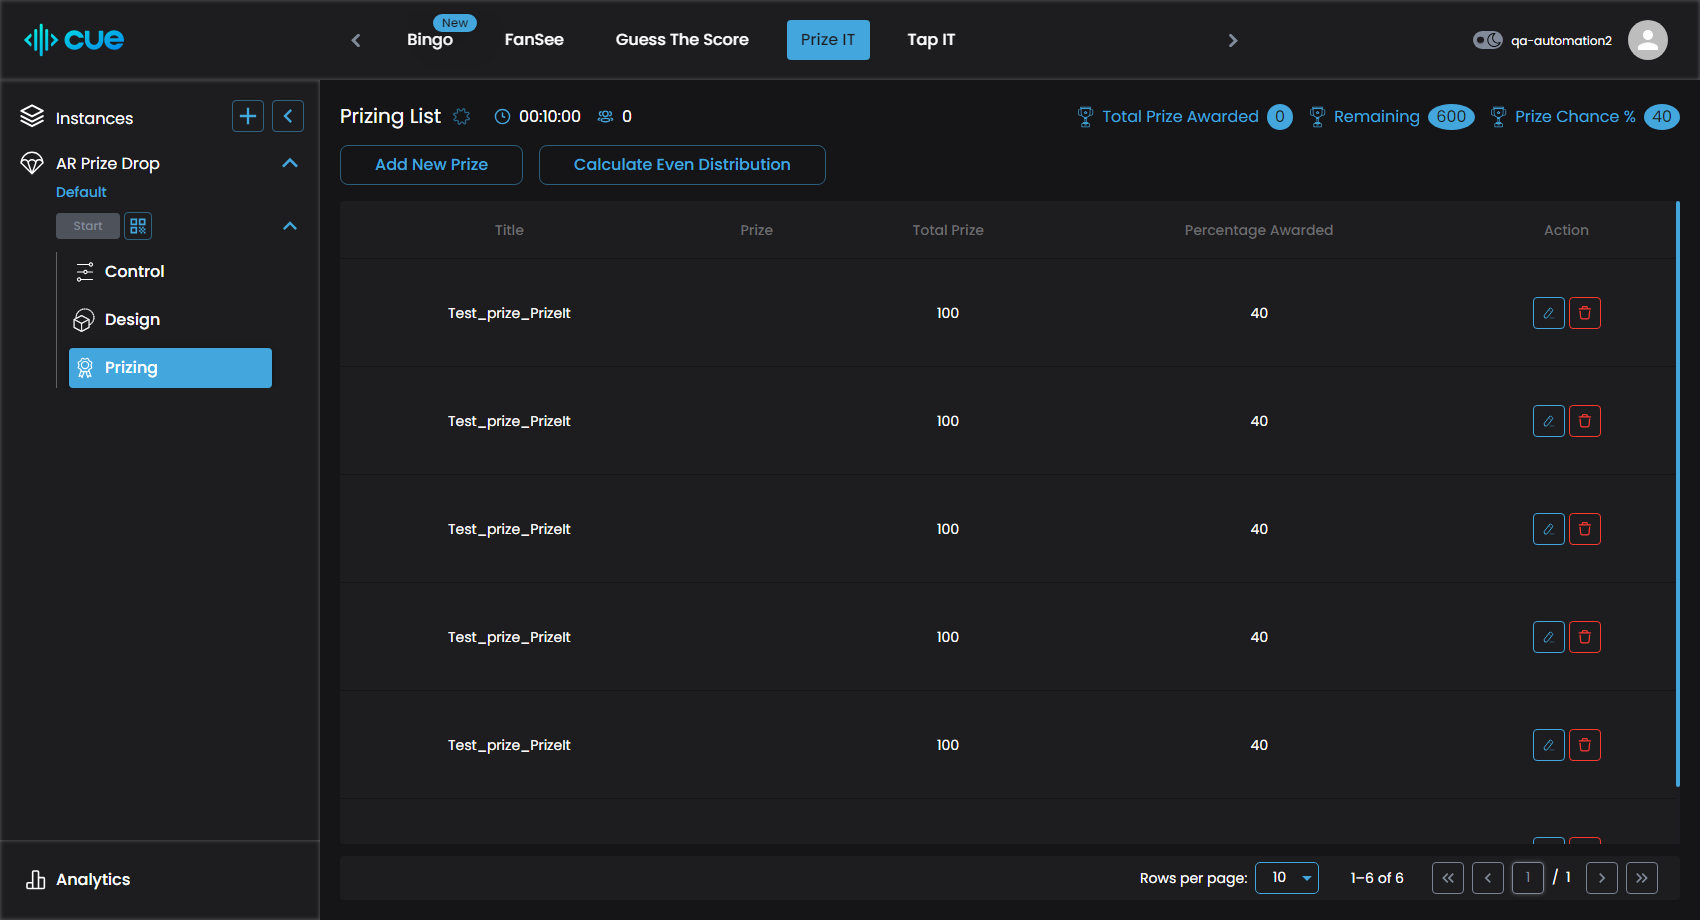 cue
Bingo
New
FanSee
Guess The Score
Prize IT
Tap IT
qa-automation2
Instances
AR Prize Drop
Default
Start
Control
Design
Prizing
Analytics
Prizing List
00:10:00
0
Total Prize Awarded 0
Remaining 600
Prize Chance % 40
Add New Prize
Calculate Even Distribution
Title Prize Total Prize Percentage Awarded Action
Test_prize_PrizeIt 100 40
Test_prize_PrizeIt 100 40
Test_prize_PrizeIt 100 40
Test_prize_PrizeIt 100 40
Test_prize_PrizeIt 100 40
Rows per page: 10 1–6 of 6 1 / 1